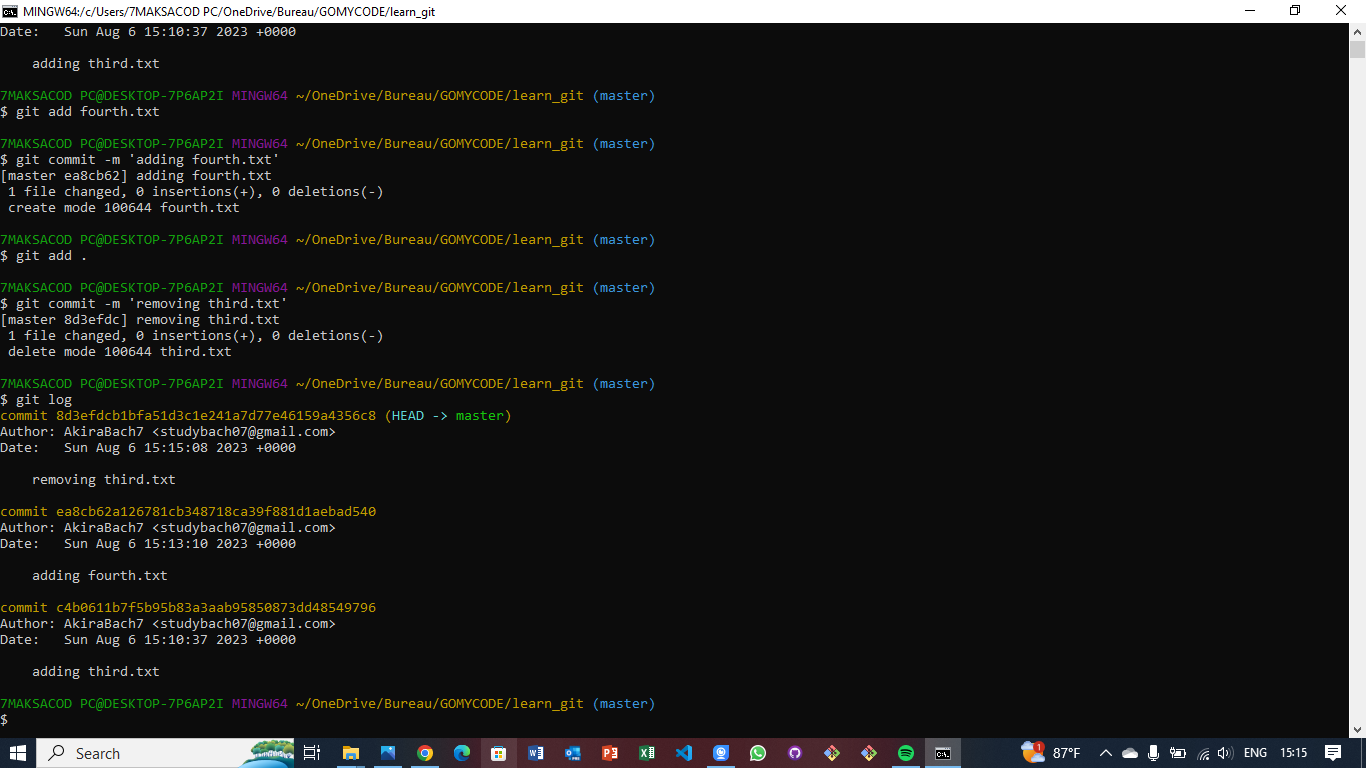 MINGW64:/c/Users/7MAKSACOD PC/OneDrive/Bureau/GOMYCODE/learn_git
Date:   Sun Aug 6 15:10:37 2023 +0000
    adding third.txt
7MAKSACOD PC@DESKTOP-7P6AP2I MINGW64 ~/OneDrive/Bureau/GOMYCODE/learn_git (master)
$ git add fourth.txt
7MAKSACOD PC@DESKTOP-7P6AP2I MINGW64 ~/OneDrive/Bureau/GOMYCODE/learn_git (master)
$ git commit -m 'adding fourth.txt'
[master ea8cb62] adding fourth.txt
 1 file changed, 0 insertions(+), 0 deletions(-)
 create mode 100644 fourth.txt
7MAKSACOD PC@DESKTOP-7P6AP2I MINGW64 ~/OneDrive/Bureau/GOMYCODE/learn_git (master)
$ git add .
7MAKSACOD PC@DESKTOP-7P6AP2I MINGW64 ~/OneDrive/Bureau/GOMYCODE/learn_git (master)
$ git commit -m 'removing third.txt'
[master 8d3efdc] removing third.txt
 1 file changed, 0 insertions(+), 0 deletions(-)
 delete mode 100644 third.txt
7MAKSACOD PC@DESKTOP-7P6AP2I MINGW64 ~/OneDrive/Bureau/GOMYCODE/learn_git (master)
$ git log
commit 8d3efdcb1bfa51d3c1e241a7d77e46159a4356c8 (HEAD -> master)
Author: AkiraBach7 <studybach07@gmail.com>
Date:   Sun Aug 6 15:15:08 2023 +0000
    removing third.txt
commit ea8cb62a126781cb348718ca39f881d1aebad540
Author: AkiraBach7 <studybach07@gmail.com>
Date:   Sun Aug 6 15:13:10 2023 +0000
    adding fourth.txt
commit c4b0611b7f5b95b83a3aab95850873dd48549796
Author: AkiraBach7 <studybach07@gmail.com>
Date:   Sun Aug 6 15:10:37 2023 +0000
    adding third.txt
7MAKSACOD PC@DESKTOP-7P6AP2I MINGW64 ~/OneDrive/Bureau/GOMYCODE/learn_git (master)
$
Search
1
87°F
ENG
15:15